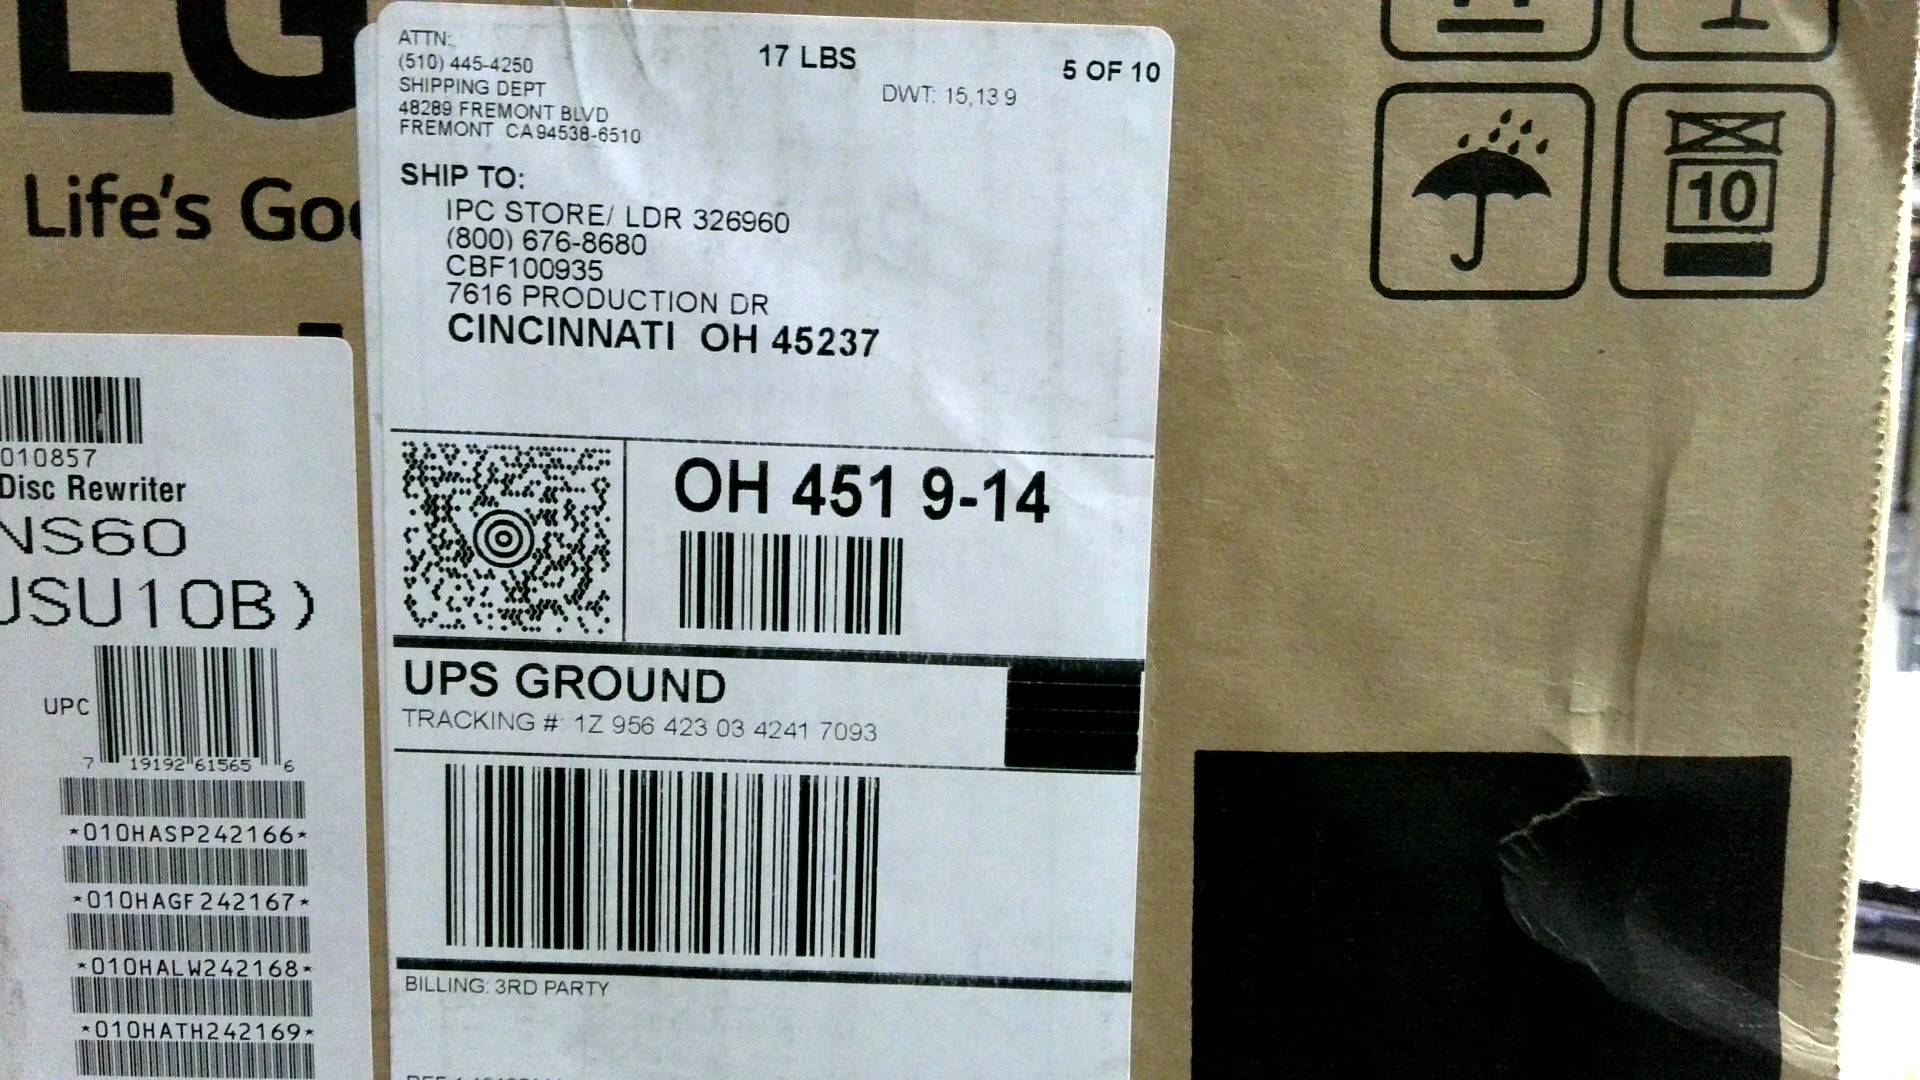 LG
Life's Goo
ATTN:
(510) 445-4250
SHIPPING DEPT
48289 FREMONT BLVD
FREMONT CA 94538-6510
17 LBS
5 OF 10
DWT: 15,13 9
SHIP TO:
IPC STORE/ LDR 326960
(800) 676-8680
CBF100935
7616 PRODUCTION DR
CINCINNATI OH 45237
10
OH 451 9-14
UPS GROUND
TRACKING #: 1Z 956 423 03 4241 7093
BILLING: 3RD PARTY
010857
Disc Rewriter
NS60
USU10B)
UPC
7 19192 61565 6
*010HASP242166*
*010HAGF242167*
*010HALW242168*
*010HATH242169*